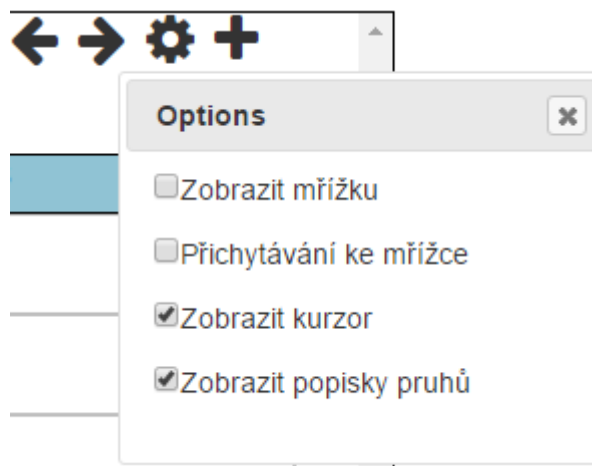 Options
Zobrazit mřížku
Přichytávání ke mřížce
Zobrazit kurzor
Zobrazit popisky pruhů